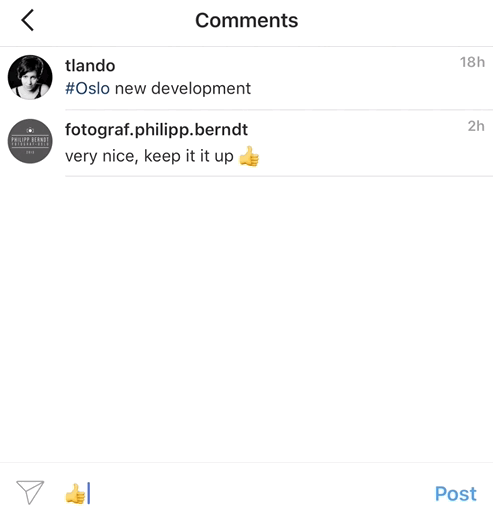 Comments
tlando
18h
#Oslo new development
fotograf.philipp.berndt
2h
PHILIPP BERNDT
very nice, keep it it up 👍
👍
Post